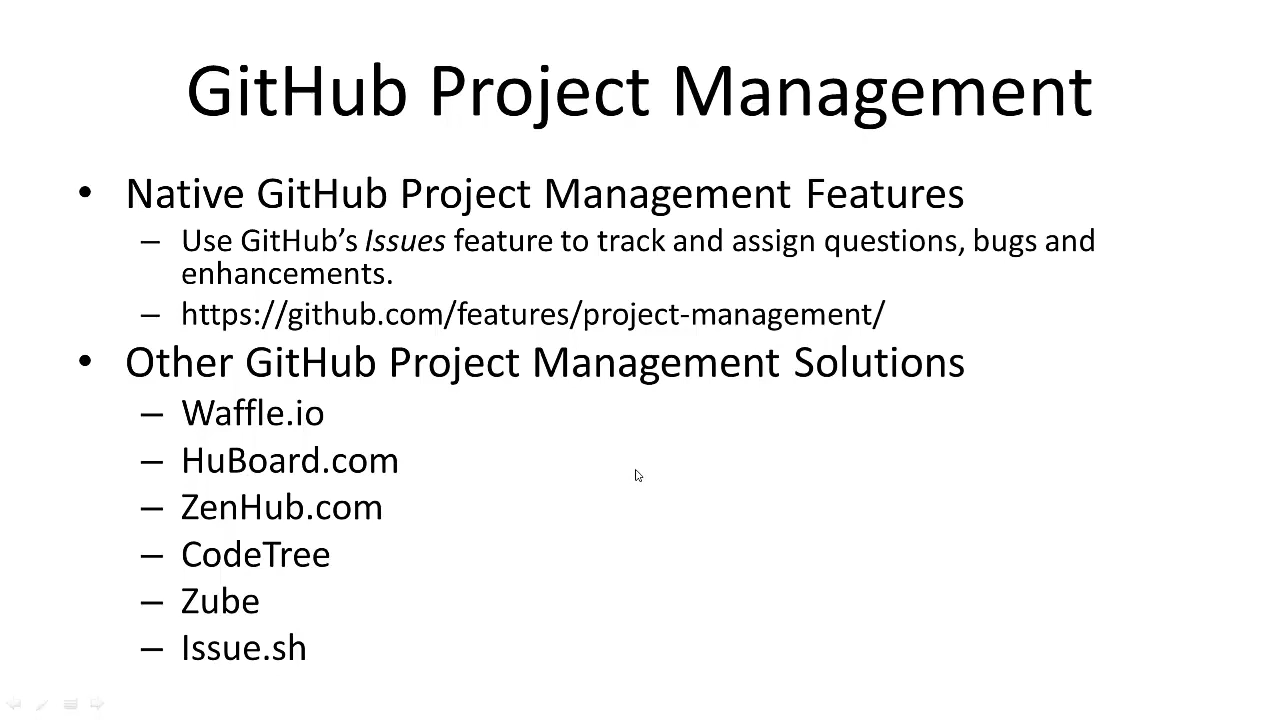 GitHub Project Management
• Native GitHub Project Management Features
– Use GitHub’s Issues feature to track and assign questions, bugs and
enhancements.
– https://github.com/features/project-management/
• Other GitHub Project Management Solutions
– Waffle.io
– HuBoard.com
– ZenHub.com
– CodeTree
– Zube
– Issue.sh